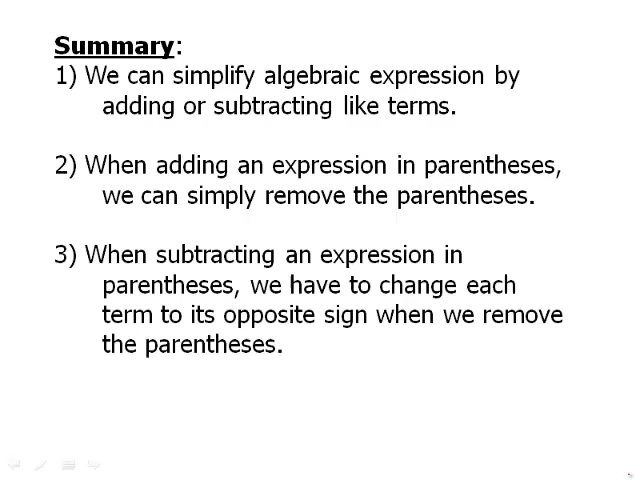 Summary:
1) We can simplify algebraic expression by
adding or subtracting like terms.
2) When adding an expression in parentheses,
we can simply remove the parentheses.
3) When subtracting an expression in
parentheses, we have to change each
term to its opposite sign when we remove
the parentheses.